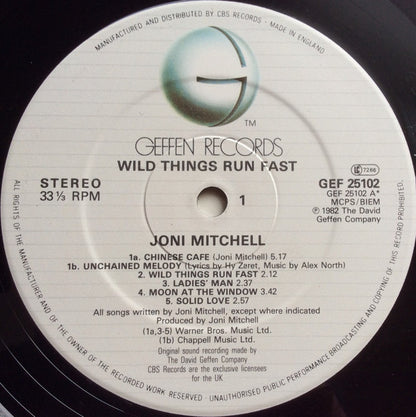 MANUFACTURED AND DISTRIBUTED BY CBS RECORDS - MADE IN ENGLAND.
G
TM
GEFFEN RECORDS
WILD THINGS RUN FAST
STEREO
33 1/3 RPM
1
K 7266
GEF 25102
GEF 25102 A*
MCPS/BIEM
℗ 1982 The David
Geffen Company
JONI MITCHELL
1a. CHINESE CAFE (Joni Mitchell) 5.17
1b. UNCHAINED MELODY (Lyrics by Hy Zeret, Music by Alex North)
2. WILD THINGS RUN FAST 2.12
3. LADIES' MAN 2.37
4. MOON AT THE WINDOW 3.42
5. SOLID LOVE 2.57
All songs written by Joni Mitchell, except where indicated
Produced by Joni Mitchell
(1a,3-5) Warner Bros. Music Ltd.
(1b) Chappell Music Ltd.
Original sound recording made by
The David Geffen Company
CBS Records are the exclusive licensees
for the UK
ALL RIGHTS OF THE MANUFACTURER AND OF THE OWNER OF THE RECORDED WORK RESERVED - UNAUTHORISED PUBLIC PERFORMANCE BROADCASTING AND COPYING OF THIS RECORD PROHIBITED.